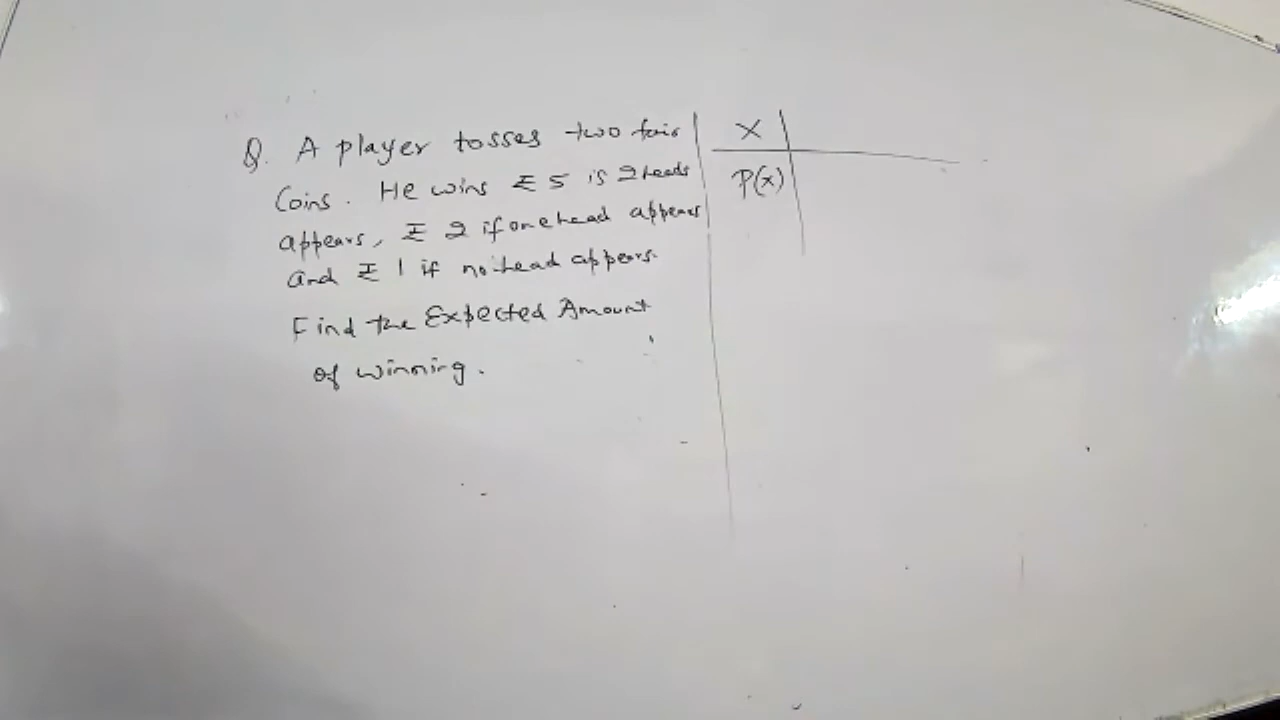 Q. A player tosses two fair
Coins. He wins ₹ 5 is 2 heads
appears, ₹ 2 if one head appears
and ₹ 1 if no head appears.
Find the Expected Amount
of winning.
X
P(x)